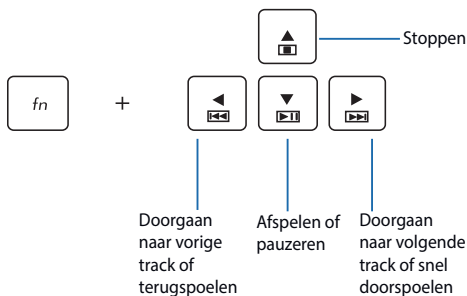 Stoppen
fn +
Doorgaan
naar vorige
track of
terugspoelen
Afspelen of
pauzeren
Doorgaan
naar volgende
track of snel
doorspoelen